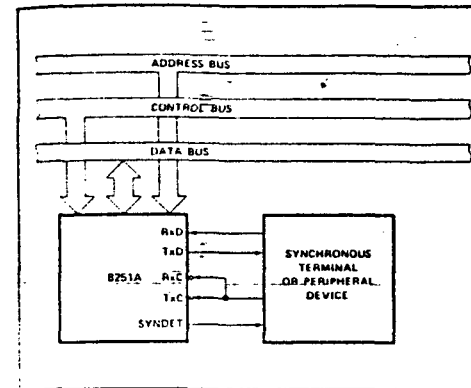 ADDRESS BUS
CONTROL BUS
DATA BUS
8251A
RxD
TxD
RxC
TxC
SYNDET
SYNCHRONOUS
TERMINAL
OR PERIPHERAL
DEVICE